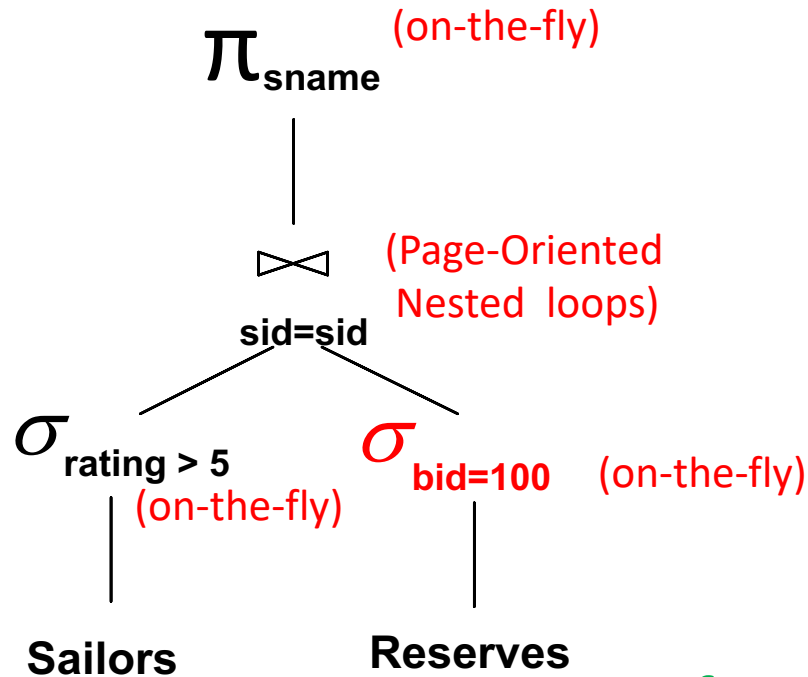 π sname (on-the-fly)
⋈ (Page-Oriented
Nested loops)
sid=sid
σ rating > 5
(on-the-fly)
σ bid=100 (on-the-fly)
Sailors
Reserves